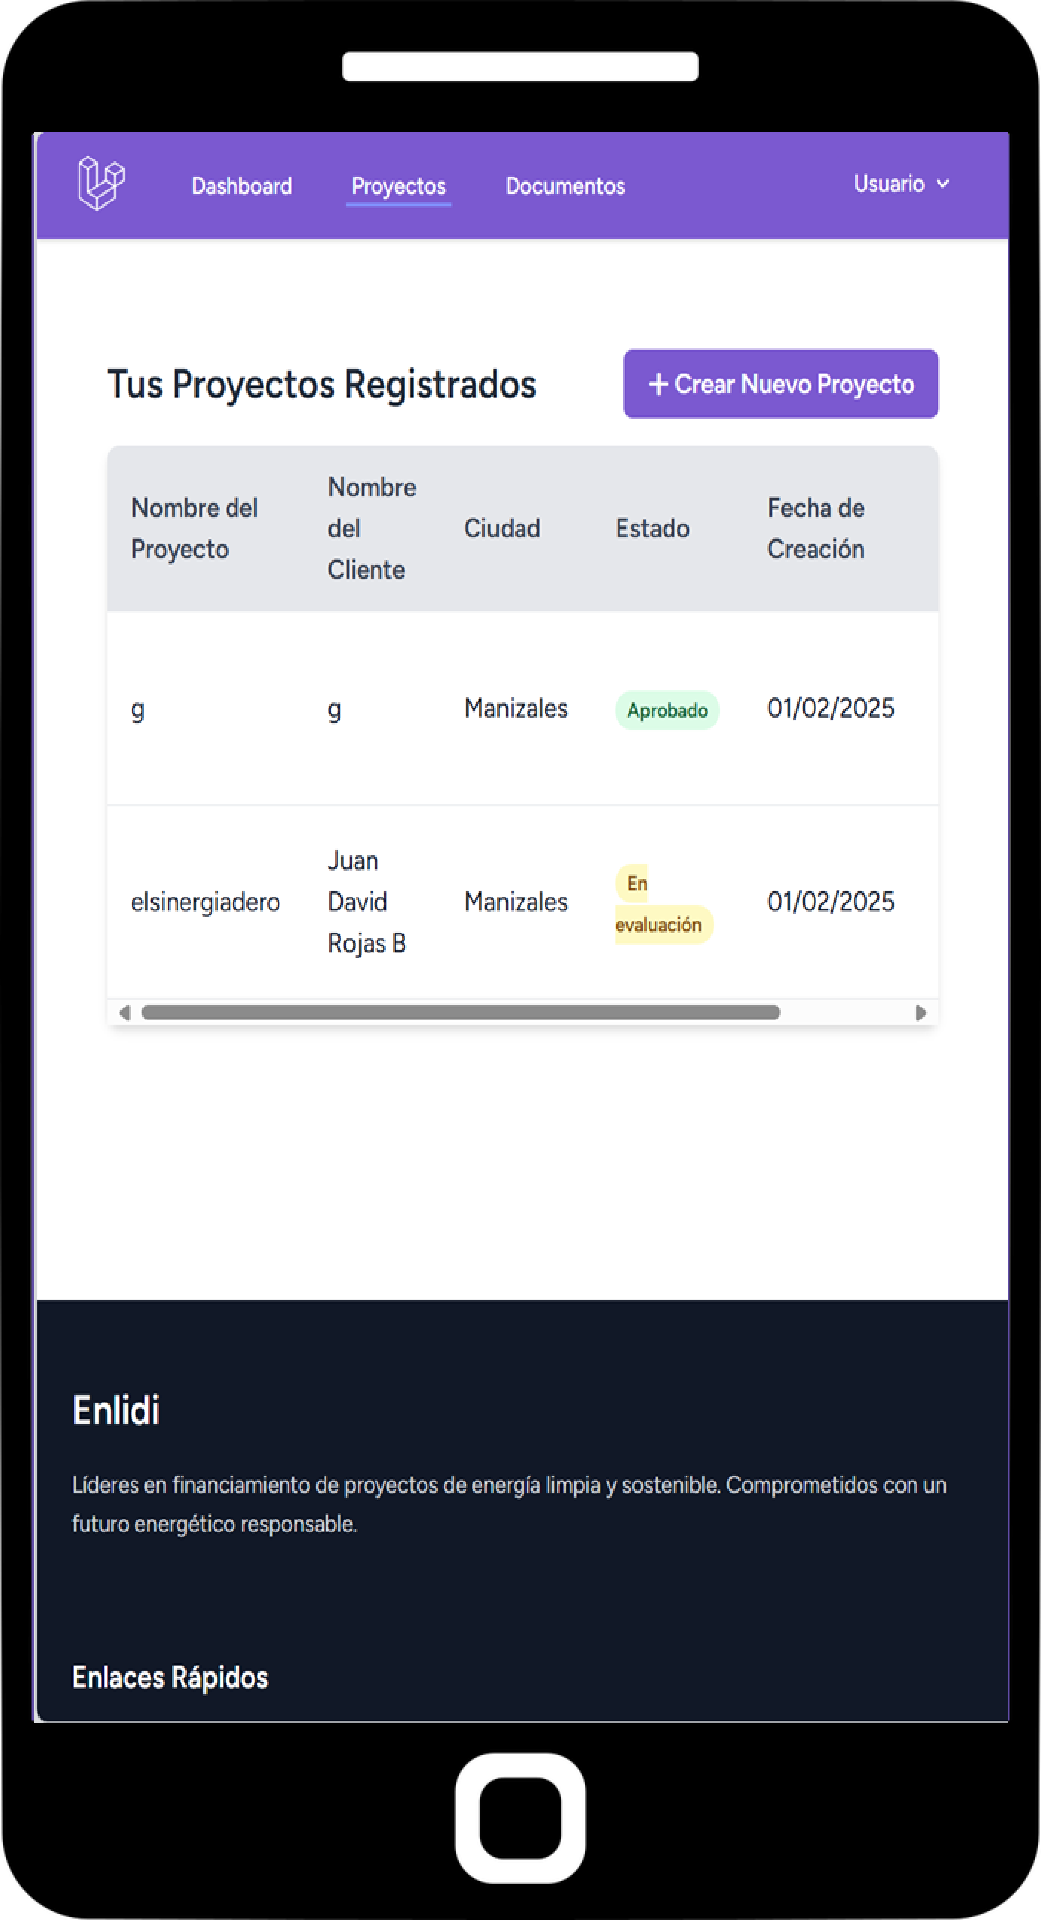 Dashboard Proyectos Documentos Usuario
Tus Proyectos Registrados
+ Crear Nuevo Proyecto
Nombre del
Proyecto
Nombre
del
Cliente
Ciudad
Estado
Fecha de
Creación
g
g
Manizales
Aprobado
01/02/2025
elsinergiadero
Juan
David
Rojas B
Manizales
En
evaluación
01/02/2025
Enlidi
Líderes en financiamiento de proyectos de energía limpia y sostenible. Comprometidos con un
futuro energético responsable.
Enlaces Rápidos